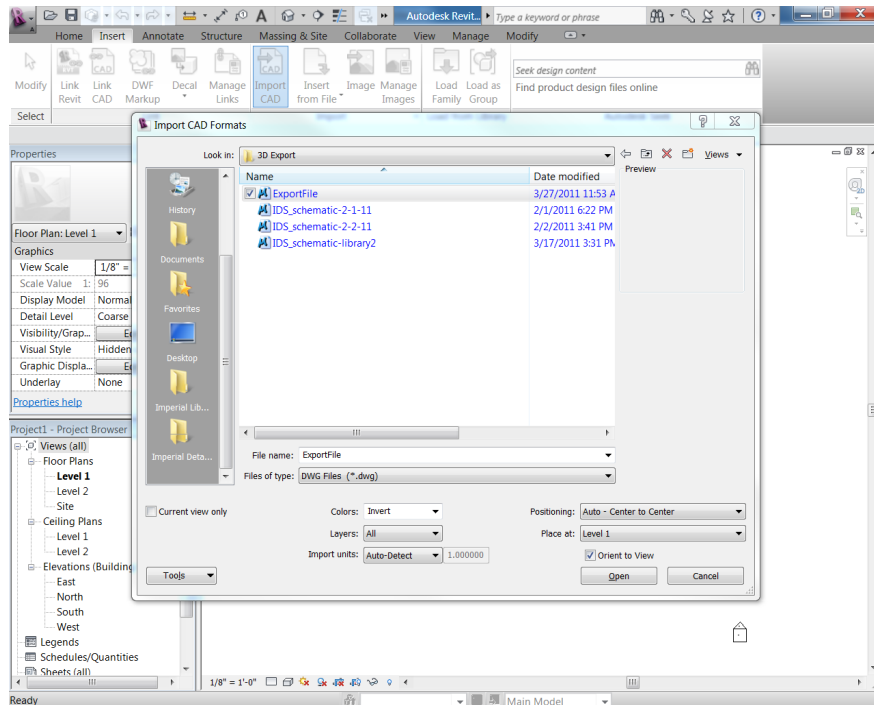 Autodesk Revit...
Type a keyword or phrase
Home Insert Annotate Structure Massing & Site Collaborate View Manage Modify
Modify
Link Revit
Link CAD
DWF Markup
Decal
Manage Links
Import CAD
Insert from File
Image
Manage Images
Load Family
Load as Group
Seek design content
Find product design files online
Select
Import CAD Formats
Look in: 3D Export
Views
Name Date modified
Preview
ExportFile 3/27/2011 11:53 A
IDS_schematic-2-1-11 2/1/2011 6:22 PM
IDS_schematic-2-2-11 2/2/2011 3:41 PM
IDS_schematic-library2 3/17/2011 3:31 PM
History
Documents
Favorites
Desktop
Imperial Lib...
Imperial Deta...
File name: ExportFile
Files of type: DWG Files (*.dwg)
Current view only
Colors: Invert
Layers: All
Import units: Auto-Detect 1.000000
Positioning: Auto - Center to Center
Place at: Level 1
Orient to View
Tools
Open
Cancel
Properties
Floor Plan: Level 1
Graphics
View Scale 1/8" =
Scale Value 1: 96
Display Model Normal
Detail Level Coarse
Visibility/Grap... Ed
Visual Style Hidden
Graphic Displa... Ed
Underlay None
Properties help
Project1 - Project Browser
Views (all)
Floor Plans
Level 1
Level 2
Site
Ceiling Plans
Level 1
Level 2
Elevations (Building
East
North
South
West
Legends
Schedules/Quantities
Sheets (all)
1/8" = 1'-0"
Ready
Main Model